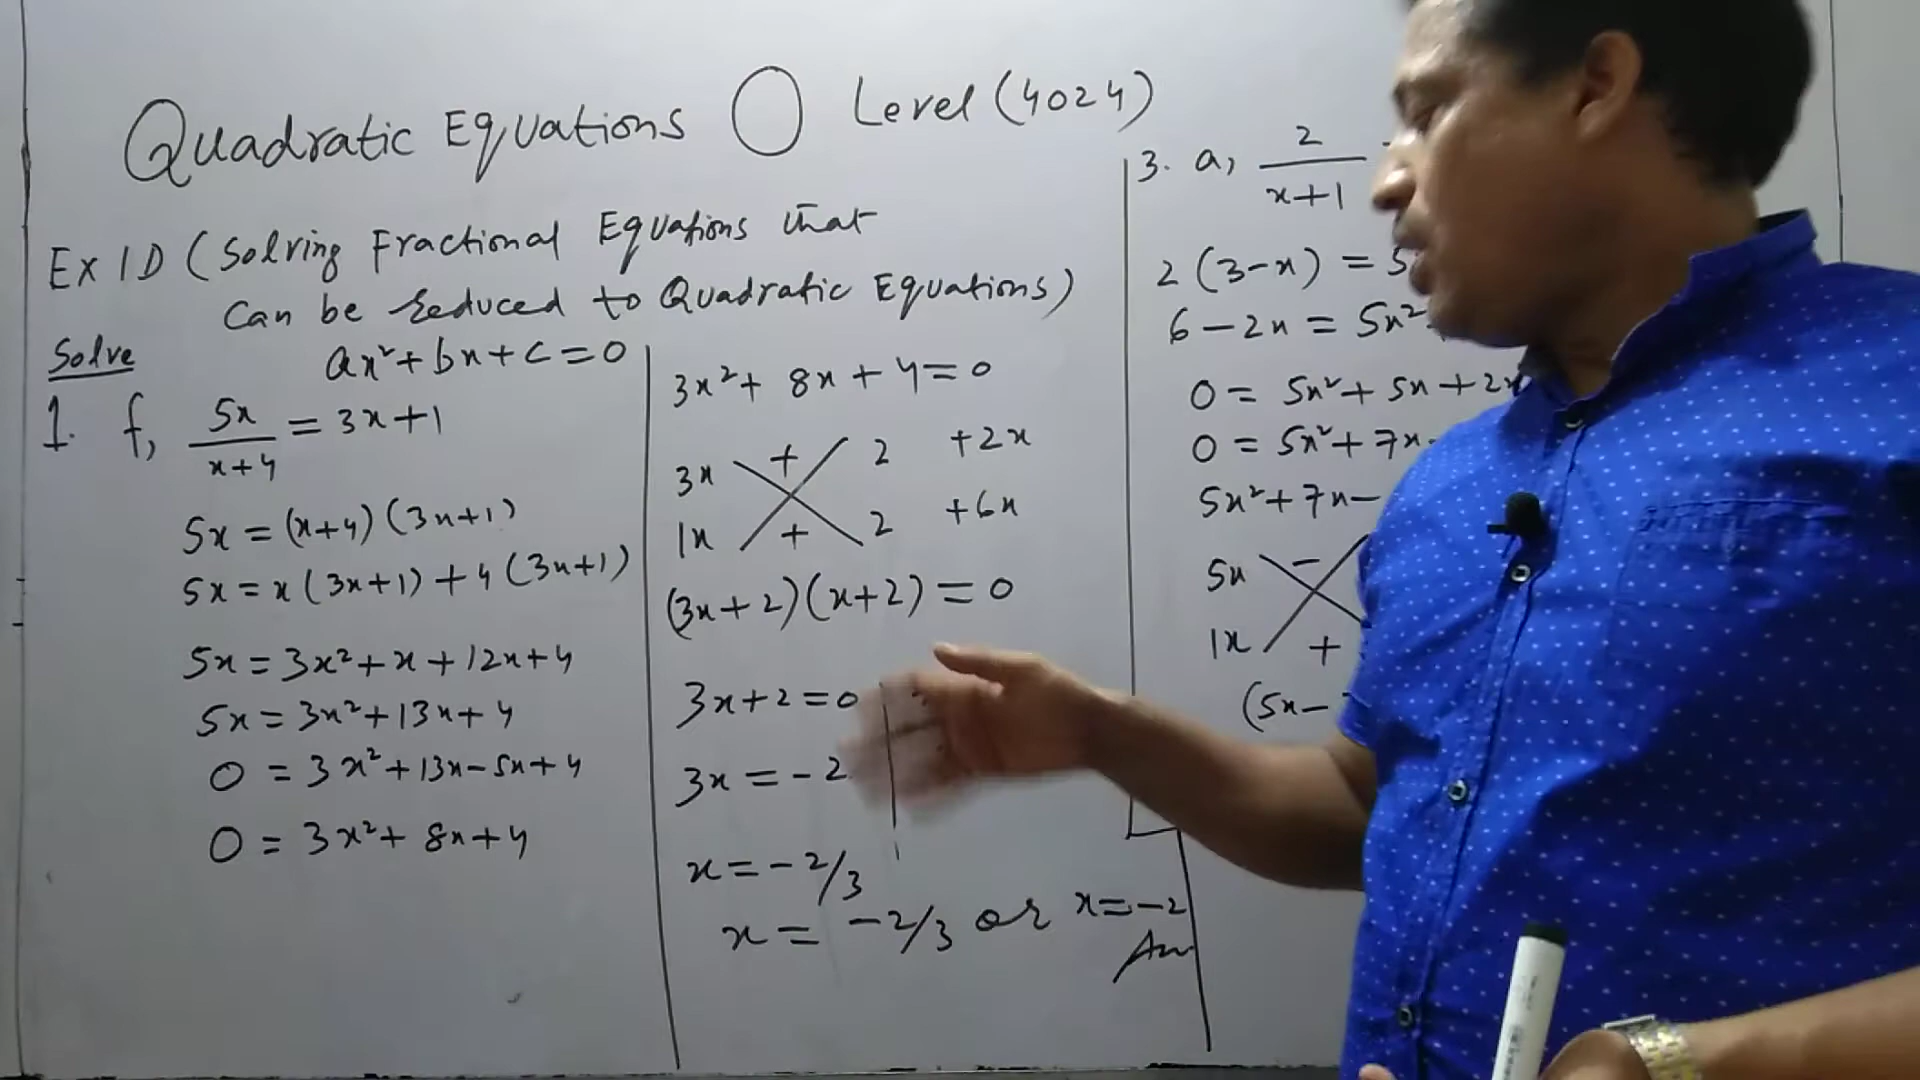 Quadratic Equations O Level (4024)
Ex 1D (Solving Fractional Equations that
can be reduced to Quadratic Equations)
Solve
ax²+bx+c=0
1. f, 5x/x+4 = 3x+1
5x = (x+4)(3x+1)
5x = x(3x+1)+4(3x+1)
5x = 3x²+x+12x+4
5x = 3x²+13x+4
0 = 3x²+13x-5x+4
0 = 3x²+8x+4
3x²+8x+4=0
3x + 2 +2x
1x + 2 +6x
(3x+2)(x+2)=0
3x+2=0
3x = -2
x = -2/3
x = -2/3 or x=-2
Ans
3. a, 2/x+1
2(3-x) = 5
6-2x = 5x²
0 = 5x²+5x+2x
0 = 5x²+7x-
5x²+7x-
5x -
1x +
(5x-